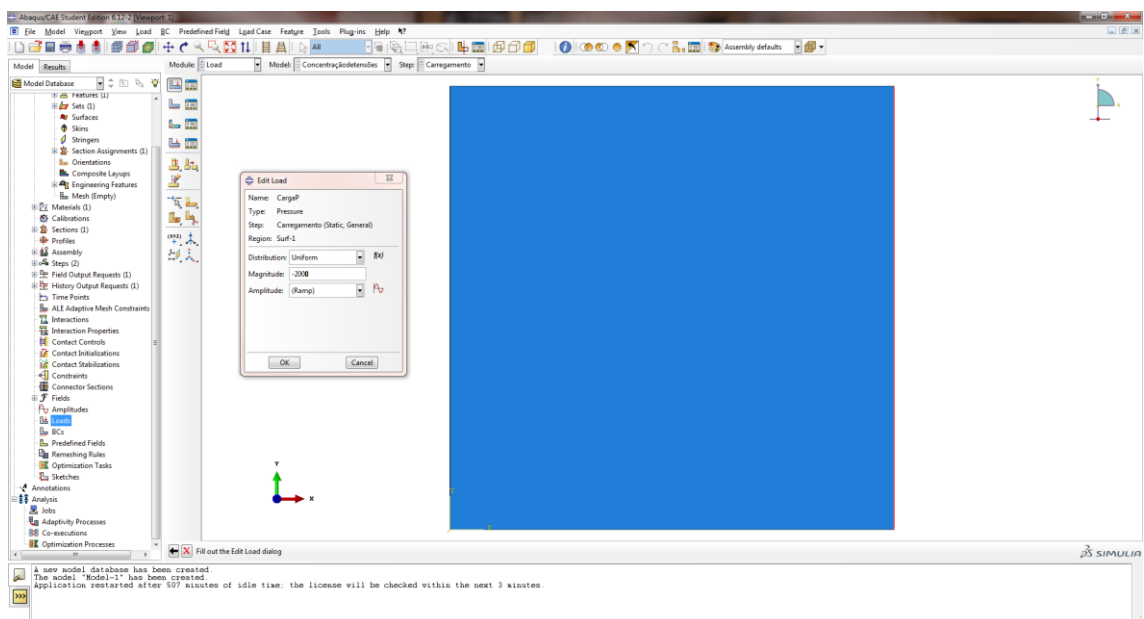 Abaqus/CAE Student Edition 6.12-2 [Viewport: 1]
File Model Viewport View Load BC Predefined Field Load Case Feature Tools Plug-ins Help
All
Assembly defaults
Model Results
Module: Load Model: Concentraçãodetensões Step: Carregamento
Model Database
Features (1)
Sets (1)
Surfaces
Skins
Stringers
Section Assignments (1)
Orientations
Composite Layups
Engineering Features
Mesh (Empty)
Materials (1)
Calibrations
Sections (1)
Profiles
Assembly
Steps (2)
Field Output Requests (1)
History Output Requests (1)
Time Points
ALE Adaptive Mesh Constraints
Interactions
Interaction Properties
Contact Controls
Contact Initializations
Contact Stabilizations
Constraints
Connector Sections
Fields
Amplitudes
Loads
BCs
Predefined Fields
Remeshing Rules
Optimization Tasks
Sketches
Annotations
Analysis
Jobs
Adaptivity Processes
Co-executions
Optimization Processes
Edit Load
Name: CargaP
Type: Pressure
Step: Carregamento (Static, General)
Region: Surf-1
Distribution: Uniform f(x)
Magnitude: -2000
Amplitude: (Ramp)
OK Cancel
Y
X
Fill out the Edit Load dialog
SIMULIA
A new model database has been created.
The model "Model-1" has been created.
Application restarted after 507 minutes of idle time; the license will be checked within the next 3 minutes.